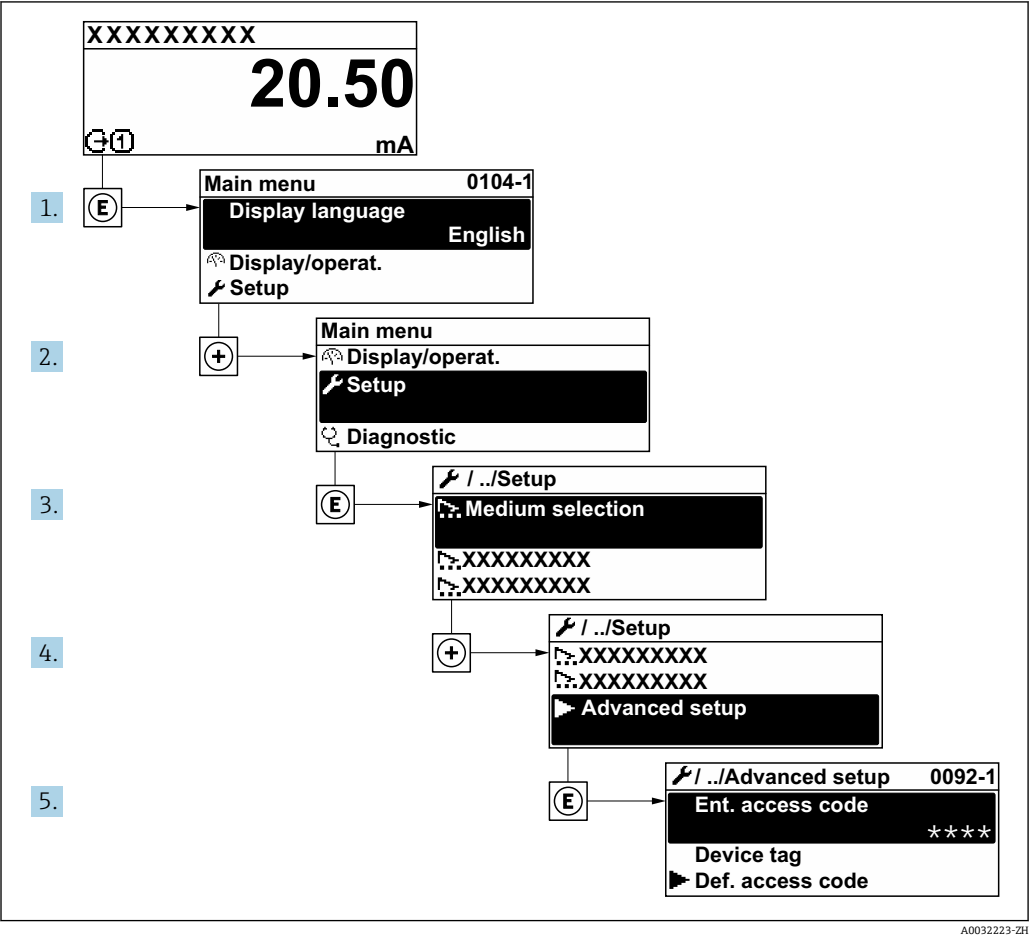 XXXXXXXXX
20.50
1
mA
1.
E
Main menu 0104-1
Display language
English
Display/operat.
Setup
2.
+
Main menu
Display/operat.
Setup
Diagnostic
3.
E
/ ../Setup
Medium selection
XXXXXXXXX
XXXXXXXXX
4.
+
/ ../Setup
XXXXXXXXX
XXXXXXXXX
Advanced setup
5.
E
/ ../Advanced setup 0092-1
Ent. access code
****
Device tag
Def. access code
A0032223-ZH